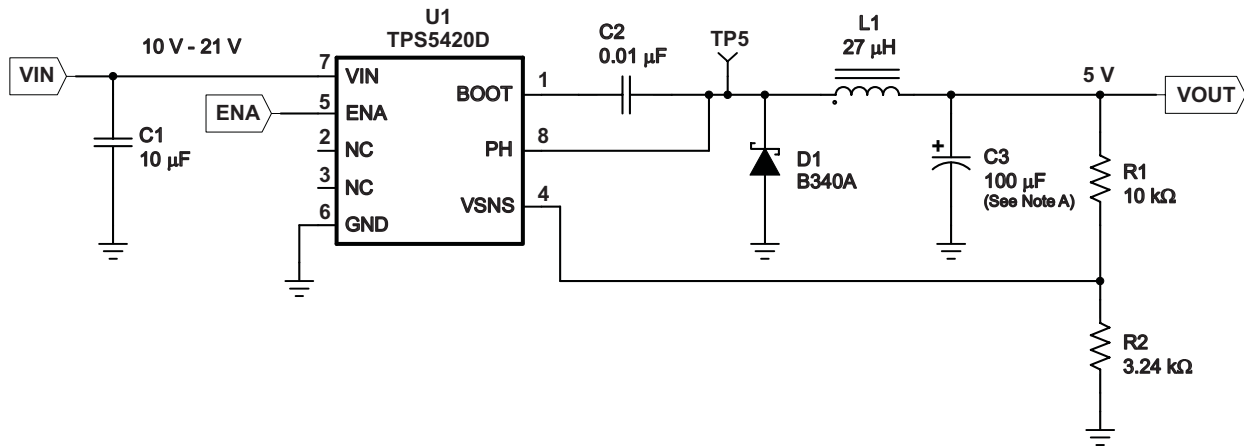 U1
TPS5420D
10 V - 21 V
VIN
ENA
C1
10 μF
7
5
2
3
6
VIN
ENA
NC
NC
GND
BOOT
PH
VSNS
1
8
4
C2
0.01 μF
TP5
L1
27 μH
D1
B340A
5 V
VOUT
+
C3
100 μF
(See Note A)
R1
10 kΩ
R2
3.24 kΩ